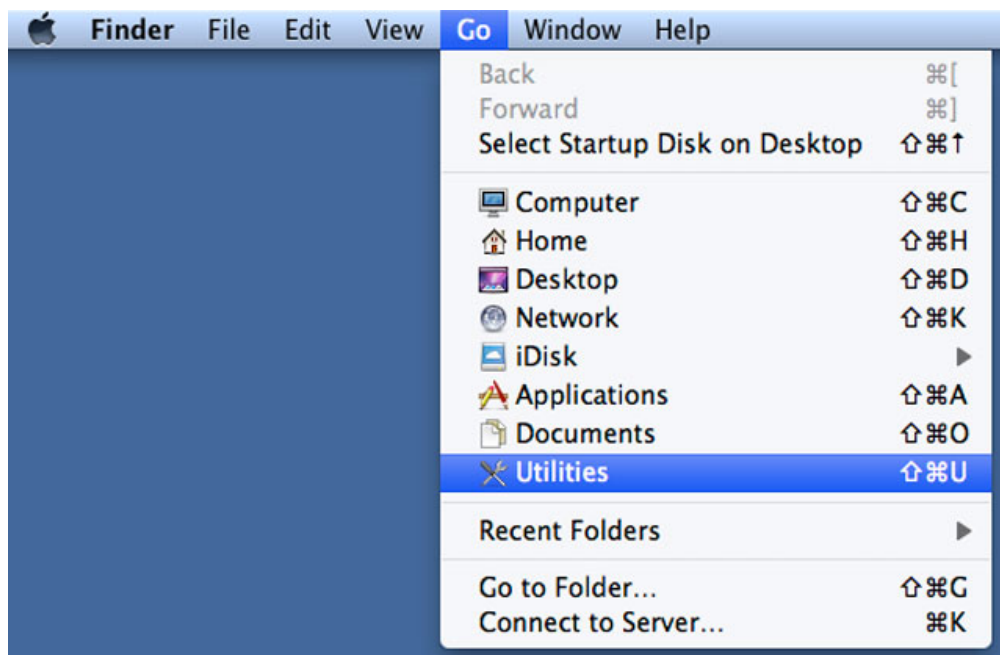 Finder File Edit View Go Window Help
Back ⌘[
Forward ⌘]
Select Startup Disk on Desktop ⇧⌘↑
Computer ⇧⌘C
Home ⇧⌘H
Desktop ⇧⌘D
Network ⇧⌘K
iDisk
Applications ⇧⌘A
Documents ⇧⌘O
Utilities ⇧⌘U
Recent Folders
Go to Folder... ⇧⌘G
Connect to Server... ⌘K